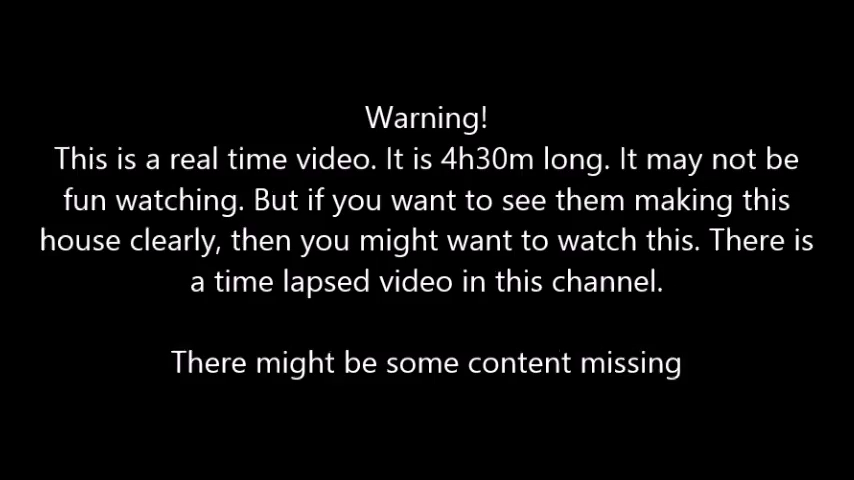 Warning!
This is a real time video. It is 4h30m long. It may not be
fun watching. But if you want to see them making this
house clearly, then you might want to watch this. There is
a time lapsed video in this channel.
There might be some content missing